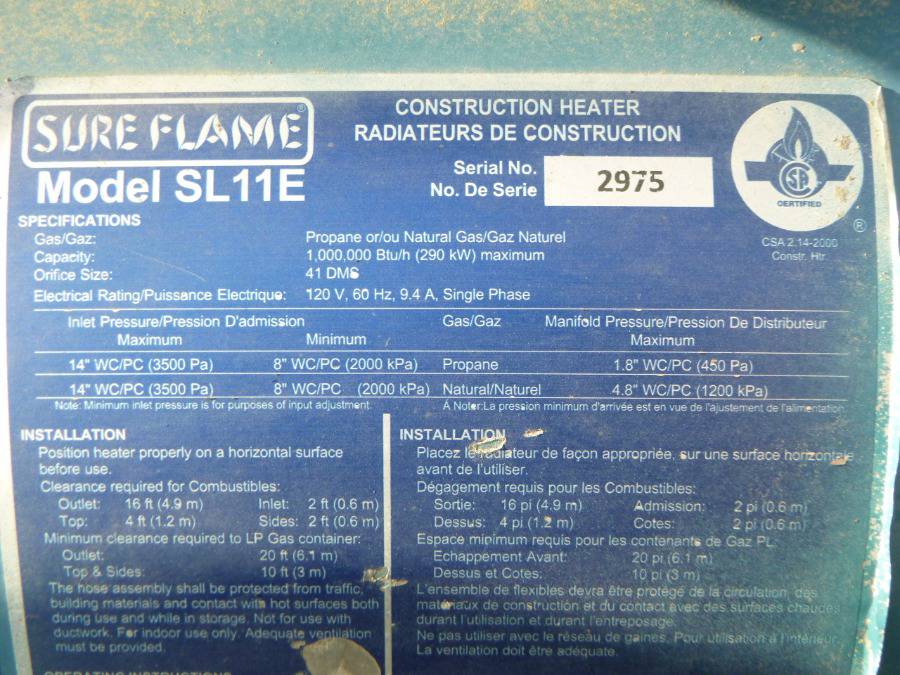 SURE FLAME®
Model SL11E
CONSTRUCTION HEATER
RADIATEURS DE CONSTRUCTION
Serial No.
No. De Serie
2975
CERTIFIED
®
CSA 2.14-2000
Constr. Htr
SPECIFICATIONS
Gas/Gaz: Propane or/ou Natural Gas/Gaz Naturel
Capacity: 1,000,000 Btu/h (290 kW) maximum
Orifice Size: 41 DMS
Electrical Rating/Puissance Electrique: 120 V, 60 Hz, 9.4 A, Single Phase
Inlet Pressure/Pression D'admission Gas/Gaz Manifold Pressure/Pression De Distributeur
Maximum Minimum Maximum
14" WC/PC (3500 Pa) 8" WC/PC (2000 kPa) Propane 1.8" WC/PC (450 Pa)
14" WC/PC (3500 Pa) 8" WC/PC (2000 kPa) Natural/Naturel 4.8" WC/PC (1200 kPa)
Note: Minimum inlet pressure is for purposes of input adjustment. À Noter:La pression minimum d'arrivée est en vue de l'ajustement de l'alimentation
INSTALLATION
Position heater properly on a horizontal surface
before use.
Clearance required for Combustibles:
Outlet: 16 ft (4.9 m) Inlet: 2 ft (0.6 m)
Top: 4 ft (1.2 m) Sides: 2 ft (0.6 m)
Minimum clearance required to LP Gas container:
Outlet: 20 ft (6.1 m)
Top & Sides: 10 ft (3 m)
The hose assembly shall be protected from traffic,
building materials and contact with hot surfaces both
during use and while in storage. Not for use with
ductwork. For indoor use only. Adequate ventilation
must be provided.
OPERATING INSTRUCTIONS
INSTALLATION
Placez le radiateur de façon appropriée, sur une surface horizontale
avant de l'utiliser.
Dégagement requis pour les Combustibles:
Sortie: 16 pi (4.9 m) Admission: 2 pi (0.6 m)
Dessus: 4 pi (1.2 m) Cotes: 2 pi (0.6 m)
Espace mipimum requis pour les contenants de Gaz PL:
Echappement Avant: 20 pi (6.1 m)
Dessus et Cotes: 10 pi (3 m)
L'ensemble de flexibles devra être protégé de la circulation, des
matériaux de construction et du contact avec des surfaces chaudes
durant l'utilisation et durant l'entreposage.
Ne pas utiliser avec le réseau de gaines. Pour utilisation à l'intérieur.
La ventilation doit être adéquate.